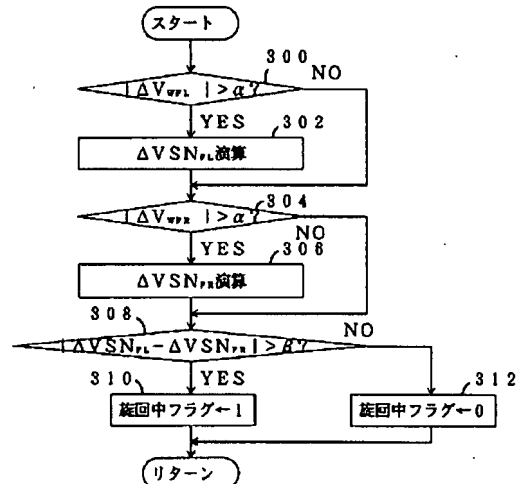 スタート
300
|ΔV_WFL|>α?
NO
YES
302
ΔVSN_FL演算
304
|ΔV_WFR|>α?
NO
YES
306
ΔVSN_FR演算
308
|ΔVSN_FL-ΔVSN_FR|>β?
NO
YES
310
312
旋回中フラグ←1
旋回中フラグ←0
リターン